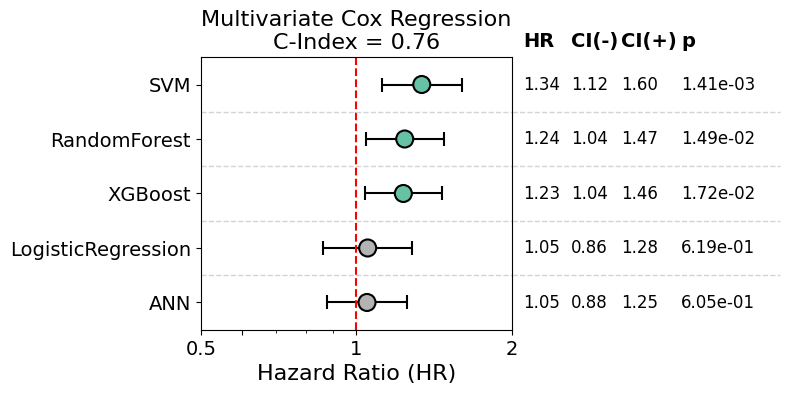 Multivariate Cox Regression
C-Index = 0.76
HR CI(-) CI(+) p
SVM 1.34 1.12 1.60 1.41e-03
RandomForest 1.24 1.04 1.47 1.49e-02
XGBoost 1.23 1.04 1.46 1.72e-02
LogisticRegression 1.05 0.86 1.28 6.19e-01
ANN 1.05 0.88 1.25 6.05e-01
0.5 1 2
Hazard Ratio (HR)